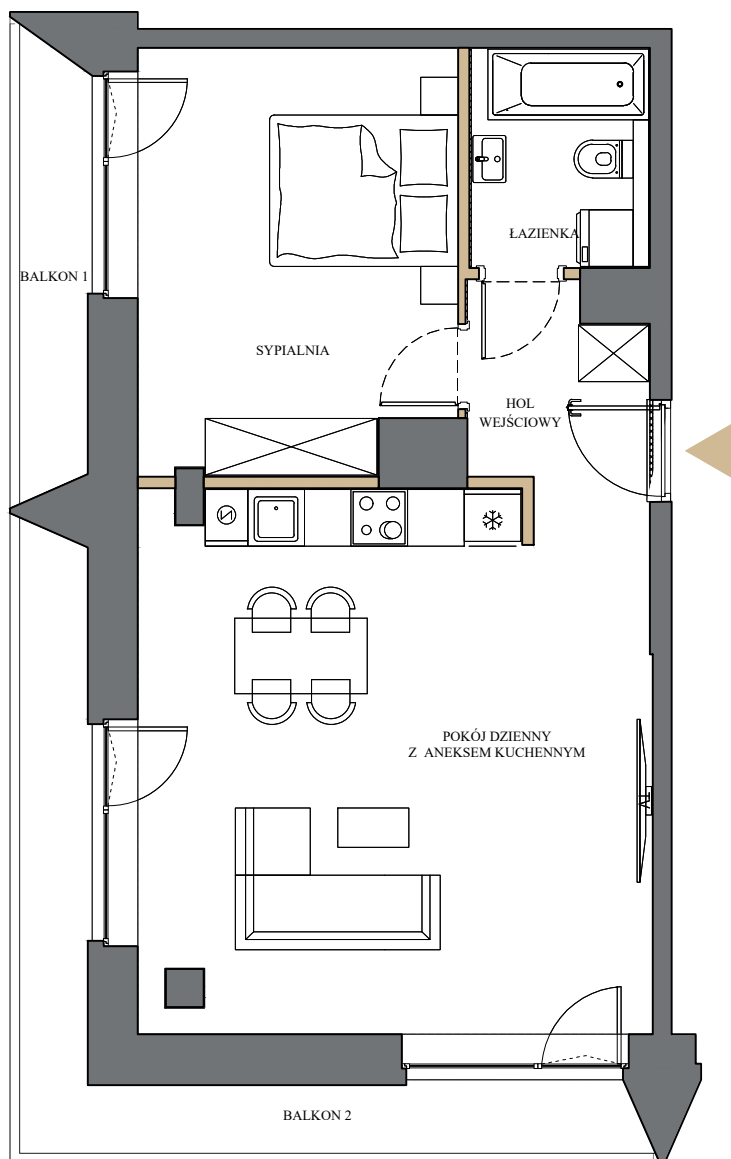 ŁAZIENKA
BALKON 1
SYPIALNIA
HOL
WEJŚCIOWY
POKÓJ DZIENNY
Z ANEKSEM KUCHENNYM
BALKON 2